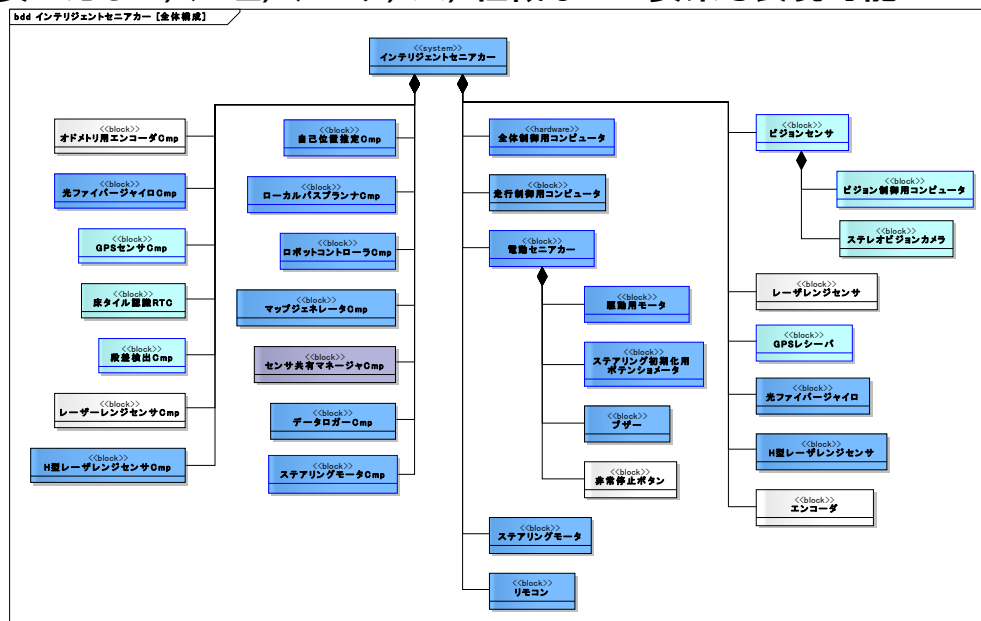 bdd インテリジェントセニアカー [全体構成]
<<system>>
インテリジェントセニアカー
<<block>>
オドメトリ用エンコーダCmp
<<block>>
光ファイバージャイロCmp
<<block>>
GPSセンサCmp
<<block>>
床タイル認識RTC
<<block>>
段差検出Cmp
<<block>>
レーザーレンジセンサCmp
<<block>>
H型レーザレンジセンサCmp
<<block>>
自己位置推定Cmp
<<block>>
ローカルパスプランナCmp
<<block>>
ロボットコントローラCmp
<<block>>
マップジェネレータCmp
<<block>>
センサ共有マネージャCmp
<<block>>
データロガーCmp
<<block>>
ステアリングモータCmp
<<hardware>>
全体制御用コンピュータ
<<block>>
走行制御用コンピュータ
<<block>>
電動セニアカー
<<block>>
駆動用モータ
<<block>>
ステアリング初期化用
ポテンショメータ
<<block>>
ブザー
<<block>>
非常停止ボタン
<<block>>
ステアリングモータ
<<block>>
リモコン
<<block>>
ビジョンセンサ
<<block>>
ビジョン制御用コンピュータ
<<block>>
ステレオビジョンカメラ
<<block>>
レーザレンジセンサ
<<block>>
GPSレシーバ
<<block>>
光ファイバージャイロ
<<block>>
H型レーザレンジセンサ
<<block>>
エンコーダ